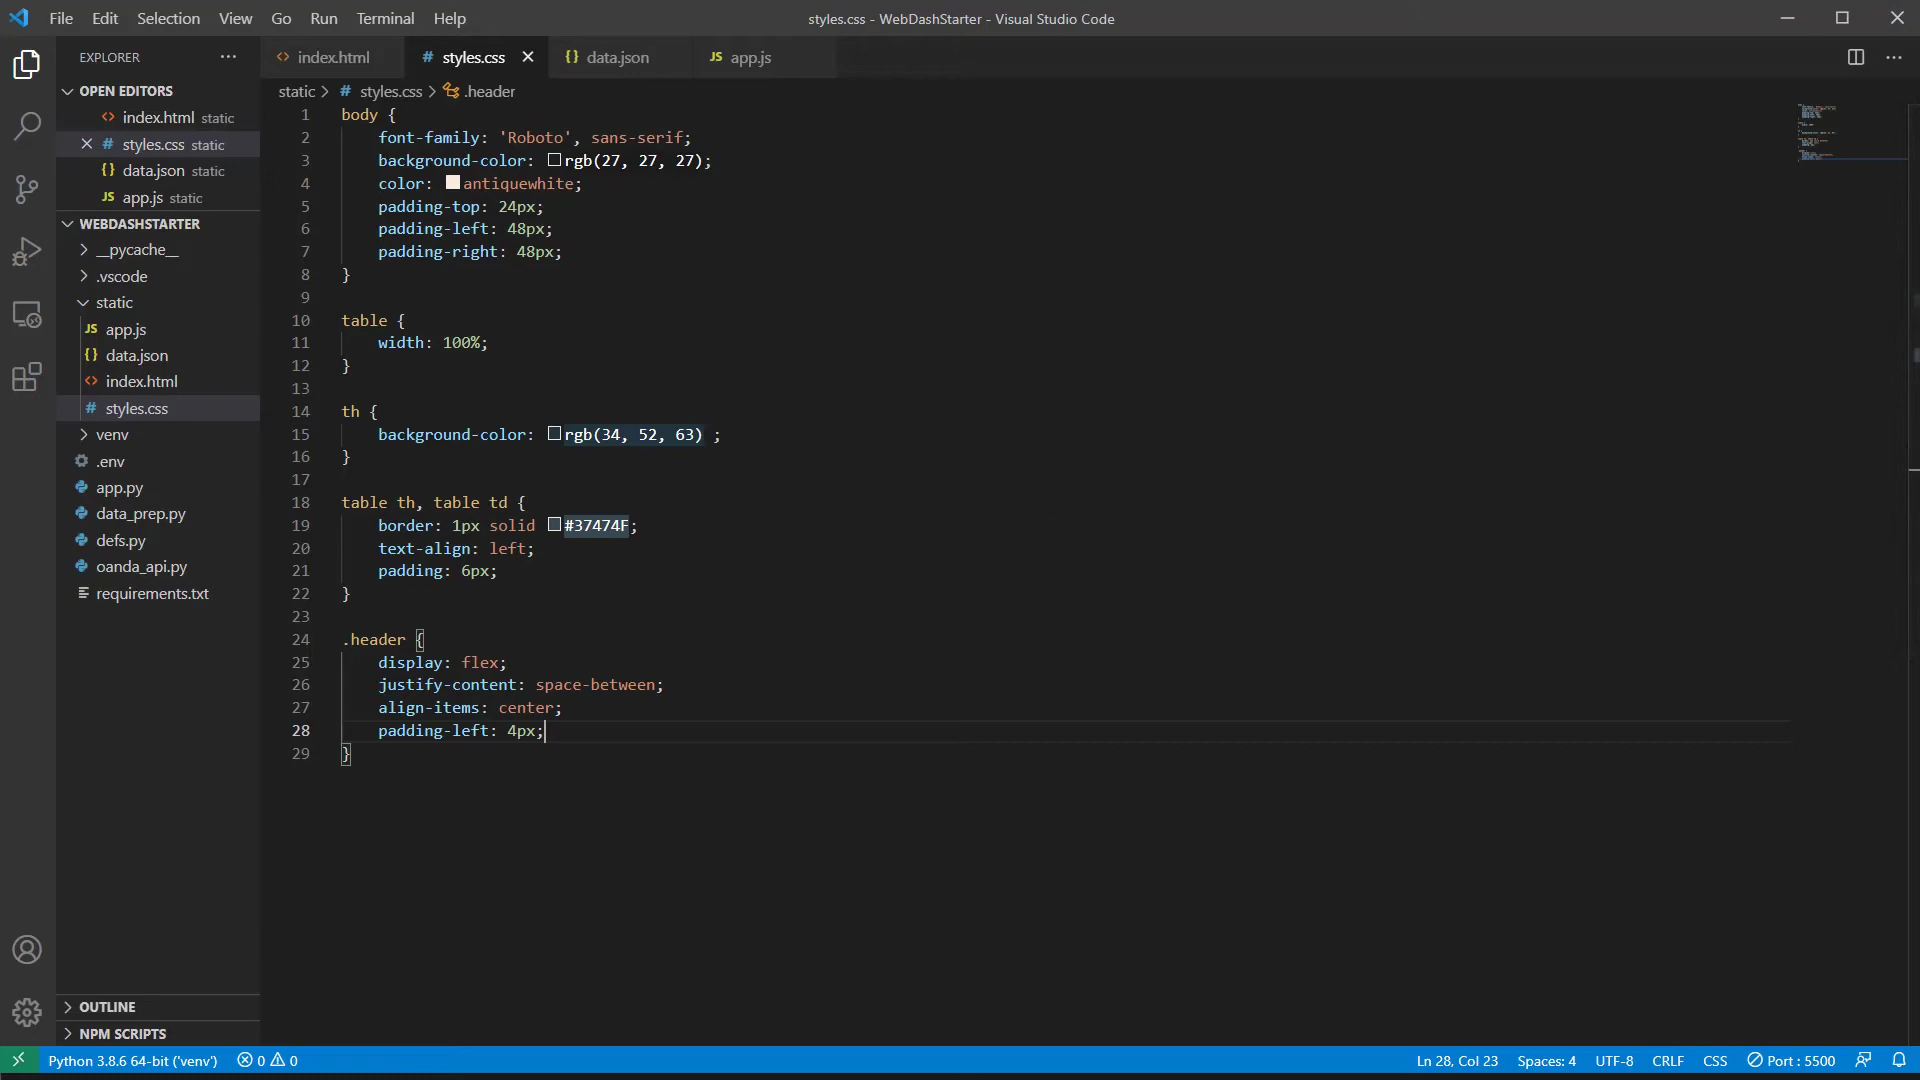 File Edit Selection View Go Run Terminal Help
styles.css - WebDashStarter - Visual Studio Code
EXPLORER
OPEN EDITORS
index.html static
styles.css static
data.json static
app.js static
WEBDASHSTARTER
__pycache__
.vscode
static
app.js
data.json
index.html
styles.css
venv
.env
app.py
data_prep.py
defs.py
oanda_api.py
requirements.txt
OUTLINE
NPM SCRIPTS
index.html styles.css data.json app.js
static > # styles.css > .header
1 body {
2 font-family: 'Roboto', sans-serif;
3 background-color: rgb(27, 27, 27);
4 color: antiquewhite;
5 padding-top: 24px;
6 padding-left: 48px;
7 padding-right: 48px;
8 }
9
10 table {
11 width: 100%;
12 }
13
14 th {
15 background-color: rgb(34, 52, 63) ;
16 }
17
18 table th, table td {
19 border: 1px solid #37474F;
20 text-align: left;
21 padding: 6px;
22 }
23
24 .header {
25 display: flex;
26 justify-content: space-between;
27 align-items: center;
28 padding-left: 4px;
29 }
Python 3.8.6 64-bit ('venv') 0 0 Ln 28, Col 23 Spaces: 4 UTF-8 CRLF CSS Port : 5500